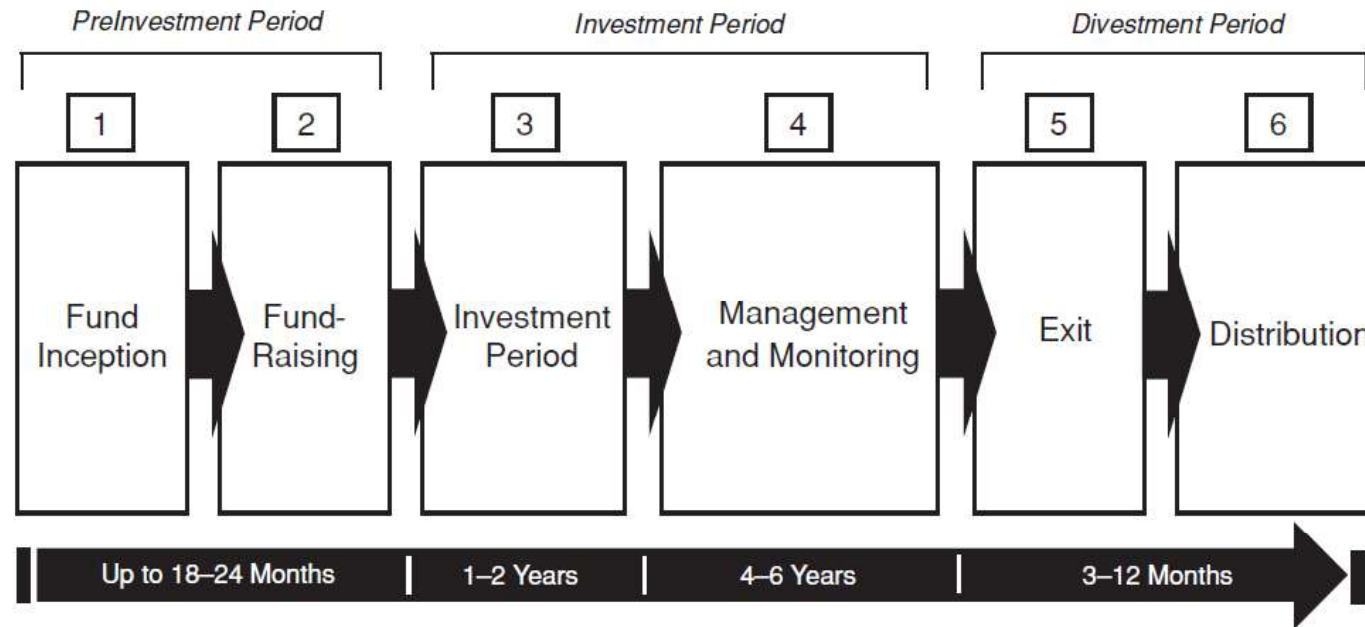 PreInvestment Period
Investment Period
Divestment Period
1
2
3
4
5
6
Fund
Inception
Fund-
Raising
Investment
Period
Management
and Monitoring
Exit
Distribution
Up to 18–24 Months
1–2 Years
4–6 Years
3–12 Months